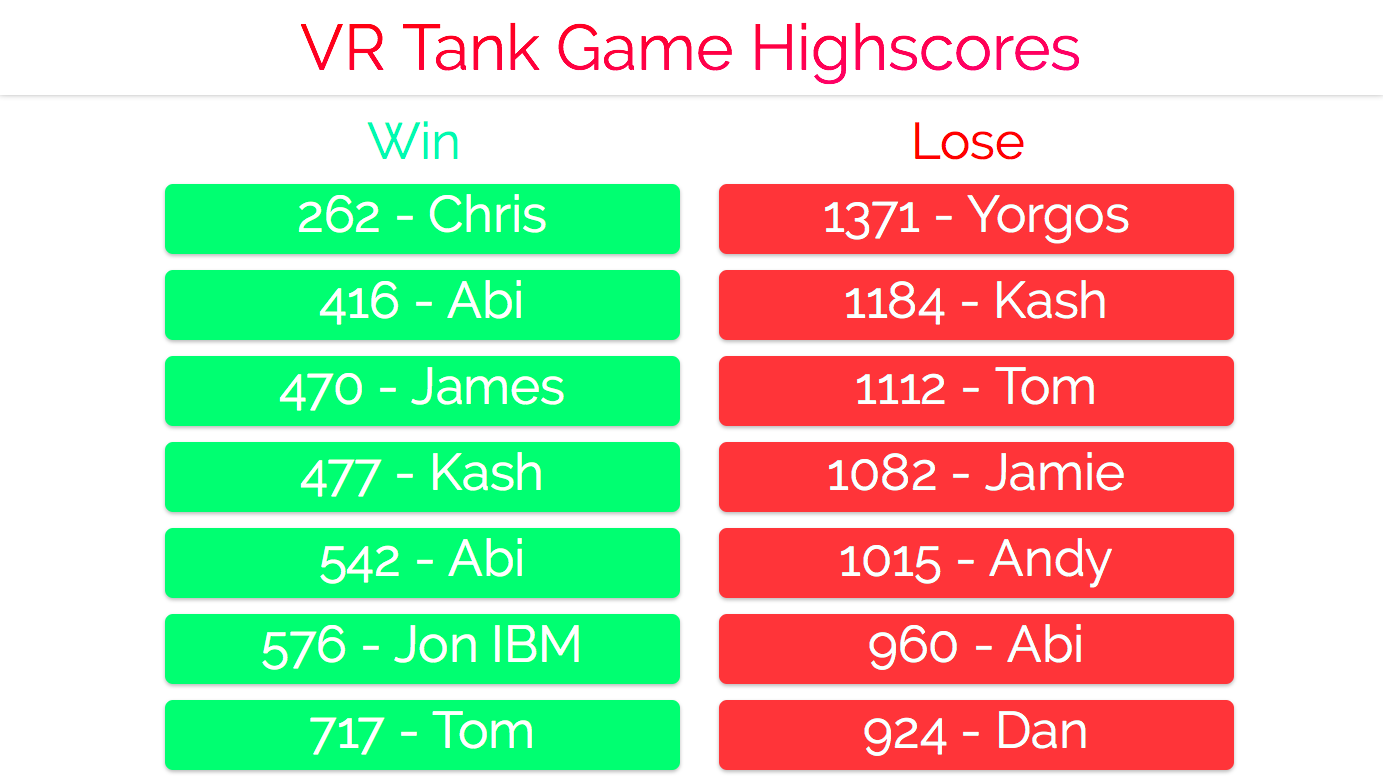 VR Tank Game Highscores
Win
262 - Chris
416 - Abi
470 - James
477 - Kash
542 - Abi
576 - Jon IBM
717 - Tom
Lose
1371 - Yorgos
1184 - Kash
1112 - Tom
1082 - Jamie
1015 - Andy
960 - Abi
924 - Dan